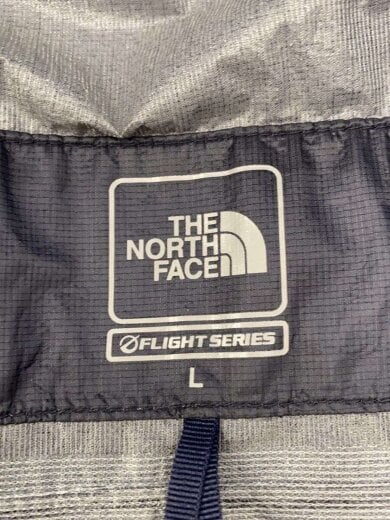 THE
NORTH
FACE
FLIGHT SERIES
L